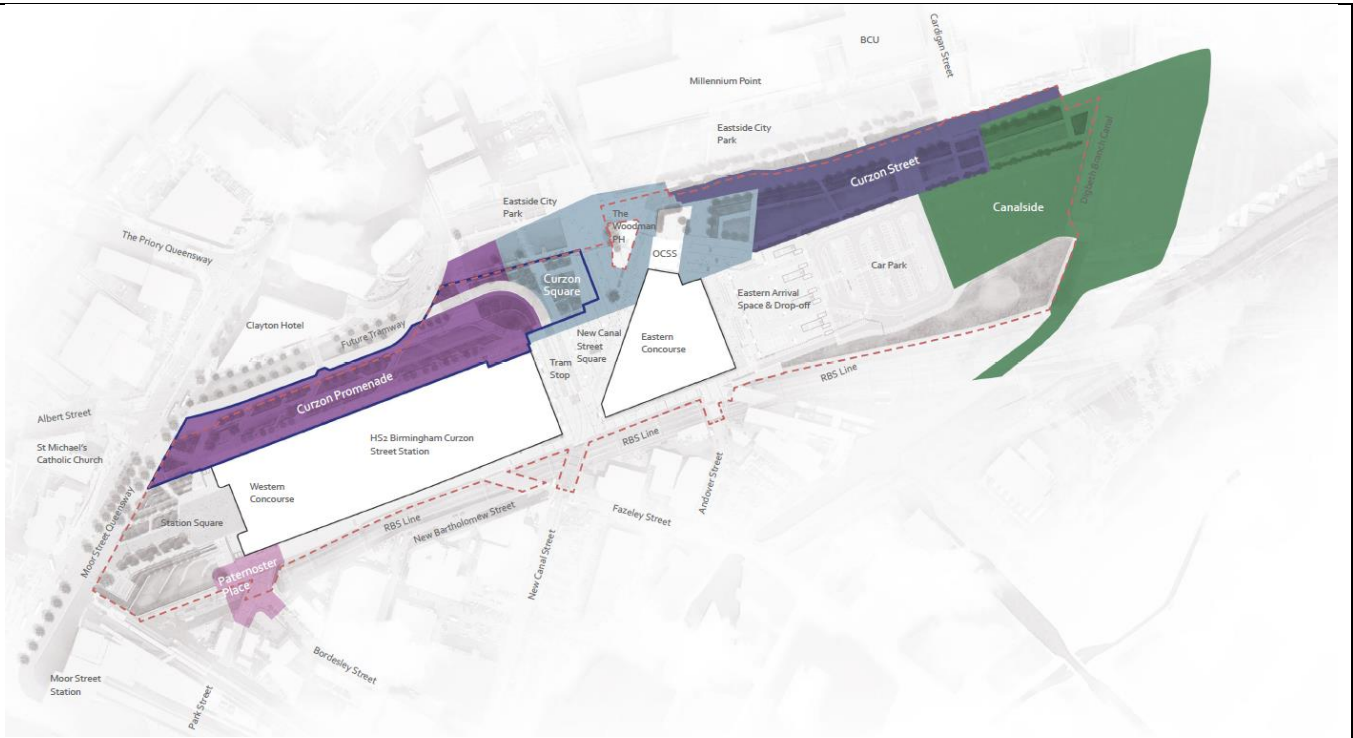 Cardigan Street
BCU
Millennium Point
Eastside City
Park
Curzon Street
Digbeth Branch Canal
Canalside
Eastside City
Park
The
Woodman
PH
OCSS
The Priory Queensway
Curzon
Square
Car Park
Eastern Arrival
Space & Drop-off
Clayton Hotel
Future Tramway
New Canal
Street
Square
Eastern
Concourse
Tram
Stop
RBS Line
Curzon Promenade
Albert Street
St Michael's
Catholic Church
HS2 Birmingham Curzon
Street Station
RBS Line
Western
Concourse
Andover Street
Moor Street Queensway
Station Square
RBS Line
New Bartholomew Street
Fazeley Street
New Canal Street
Paternoster
Place
Bordesley Street
Moor Street
Station
Park Street